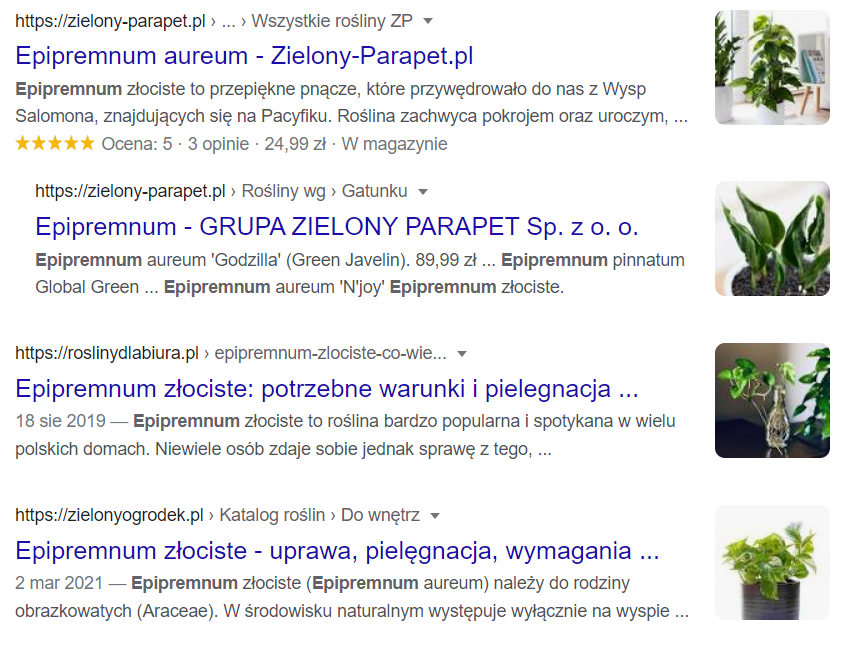 https://zielony-parapet.pl › ... › Wszystkie rośliny ZP
Epipremnum aureum - Zielony-Parapet.pl
Epipremnum złociste to przepiękne pnącze, które przywędrowało do nas z Wysp
Salomona, znajdujących się na Pacyfiku. Roślina zachwyca pokrojem oraz uroczym, ...
Ocena: 5 · 3 opinie · 24,99 zł · W magazynie
https://zielony-parapet.pl › Rośliny wg › Gatunku
Epipremnum - GRUPA ZIELONY PARAPET Sp. z o. o.
Epipremnum aureum 'Godzilla' (Green Javelin). 89,99 zł ... Epipremnum pinnatum
Global Green ... Epipremnum aureum 'N'joy' Epipremnum złociste.
https://roslinydlabiura.pl › epipremnum-zlociste-co-wie...
Epipremnum złociste: potrzebne warunki i pielegnacja ...
18 sie 2019 — Epipremnum złociste to roślina bardzo popularna i spotykana w wielu
polskich domach. Niewiele osób zdaje sobie jednak sprawę z tego, ...
https://zielonyogrodek.pl › Katalog roślin › Do wnętrz
Epipremnum złociste - uprawa, pielęgnacja, wymagania ...
2 mar 2021 — Epipremnum złociste (Epipremnum aureum) należy do rodziny
obrazkowatych (Araceae). W środowisku naturalnym występuje wyłącznie na wyspie ...